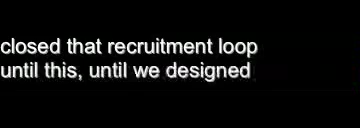 closed that recruitment loop
until this, until we designed